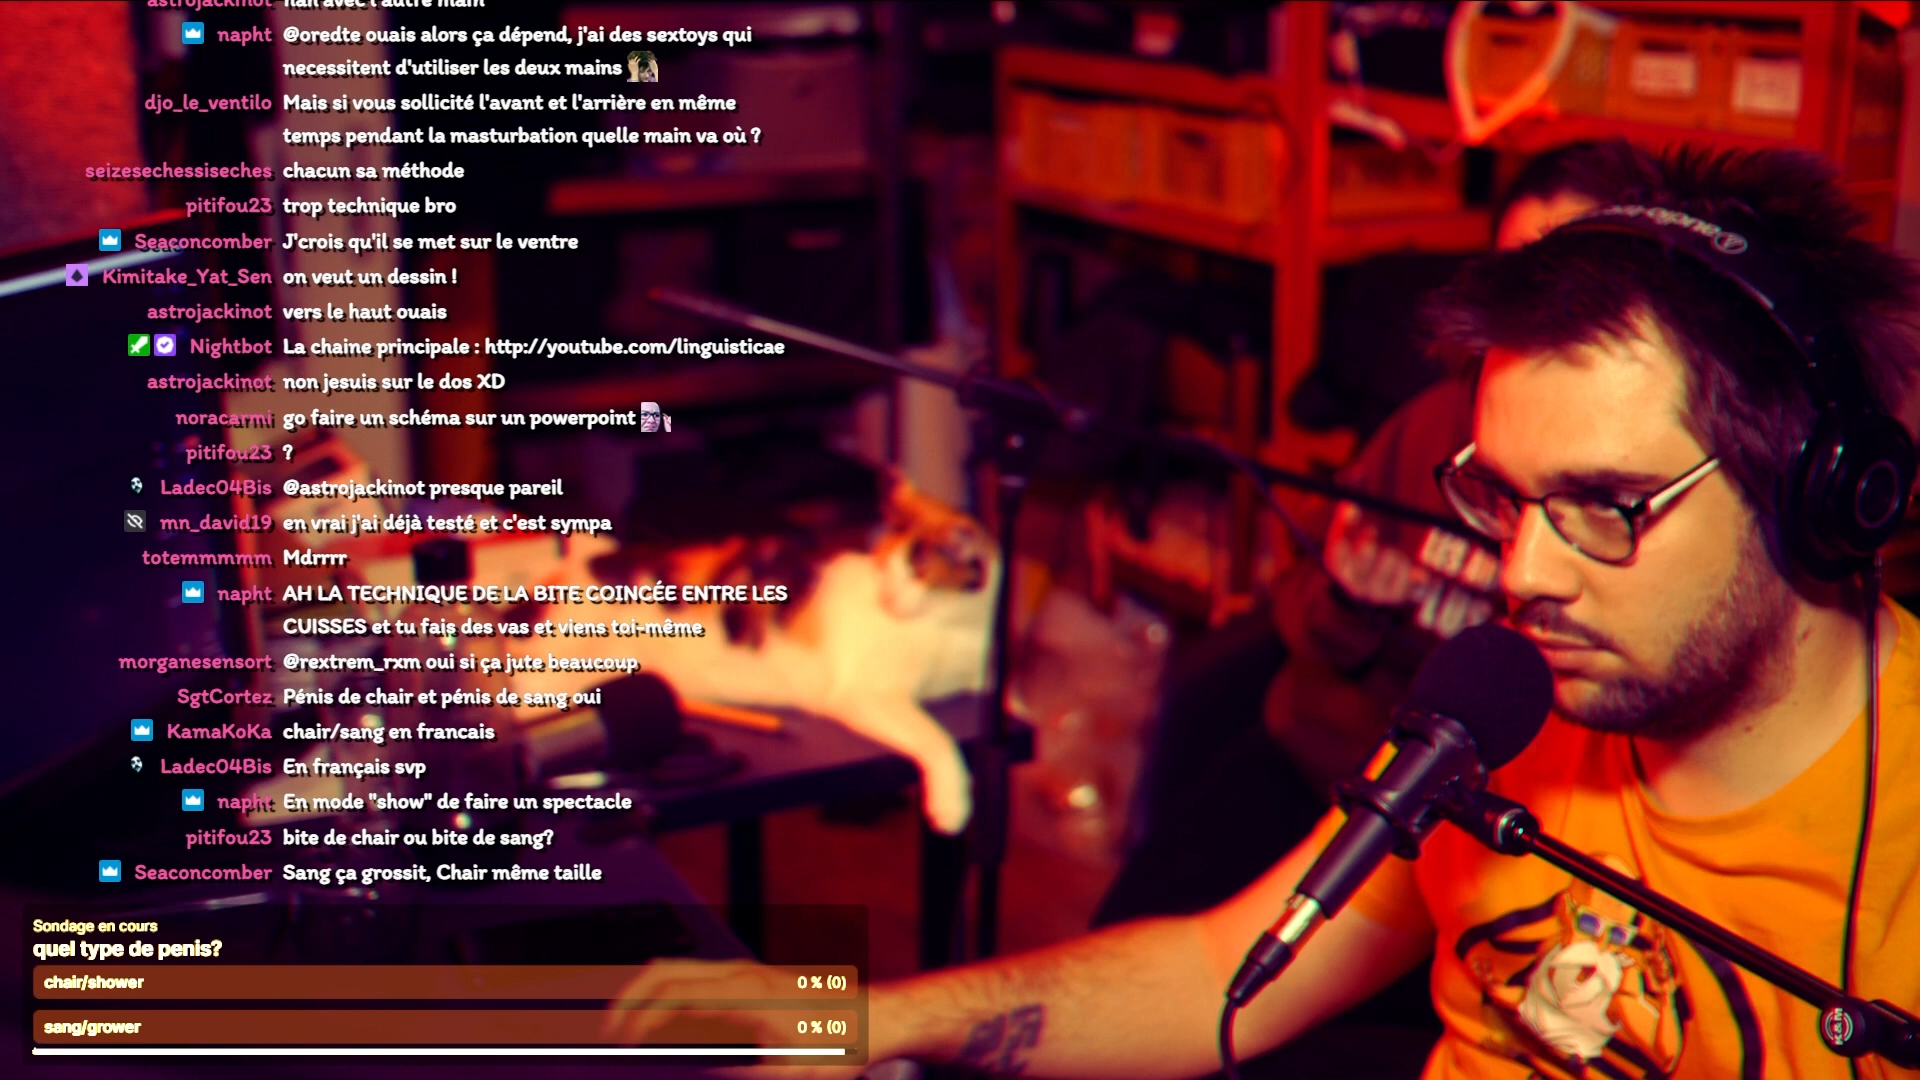 astrojackinot nan avec l'autre main
napht @oredte ouais alors ça dépend, j'ai des sextoys qui
necessitent d'utiliser les deux mains
djo_le_ventilo Mais si vous sollicité l'avant et l'arrière en même
temps pendant la masturbation quelle main va où ?
seizesechessiseches chacun sa méthode
pitifou23 trop technique bro
Seaconcomber J'crois qu'il se met sur le ventre
Kimitake_Yat_Sen on veut un dessin !
astrojackinot vers le haut ouais
Nightbot La chaine principale : http://youtube.com/linguisticae
astrojackinot non jesuis sur le dos XD
noracarmi go faire un schéma sur un powerpoint
pitifou23 ?
Ladec04Bis @astrojackinot presque pareil
mn_david19 en vrai j'ai déjà testé et c'est sympa
totemmmmm Mdrrrr
napht AH LA TECHNIQUE DE LA BITE COINCÉE ENTRE LES
CUISSES et tu fais des vas et viens toi-même
morganesensort @rextrem_rxm oui si ça jute beaucoup
SgtCortez Pénis de chair et pénis de sang oui
KamaKoKa chair/sang en francais
Ladec04Bis En français svp
napht En mode "show" de faire un spectacle
pitifou23 bite de chair ou bite de sang?
Seaconcomber Sang ça grossit, Chair même taille
Sondage en cours
quel type de penis?
chair/shower 0 % (0)
sang/grower 0 % (0)
audio-technica
K&M